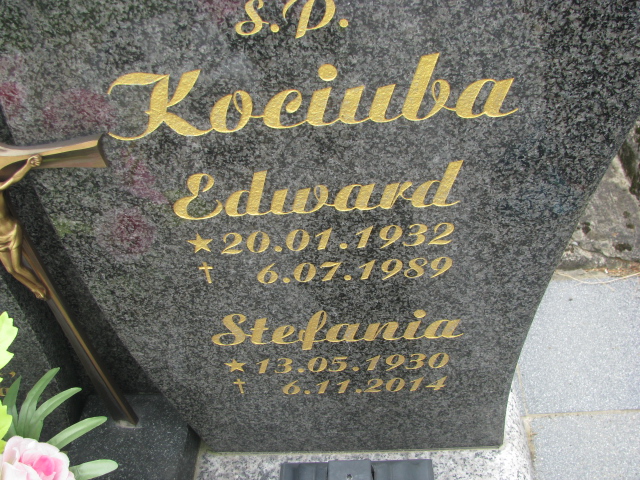 Ś.P.
Kociuba
Edward
★ 20.01.1932
† 6.07.1989
Stefania
★ 13.05.1930
† 6.11.2014